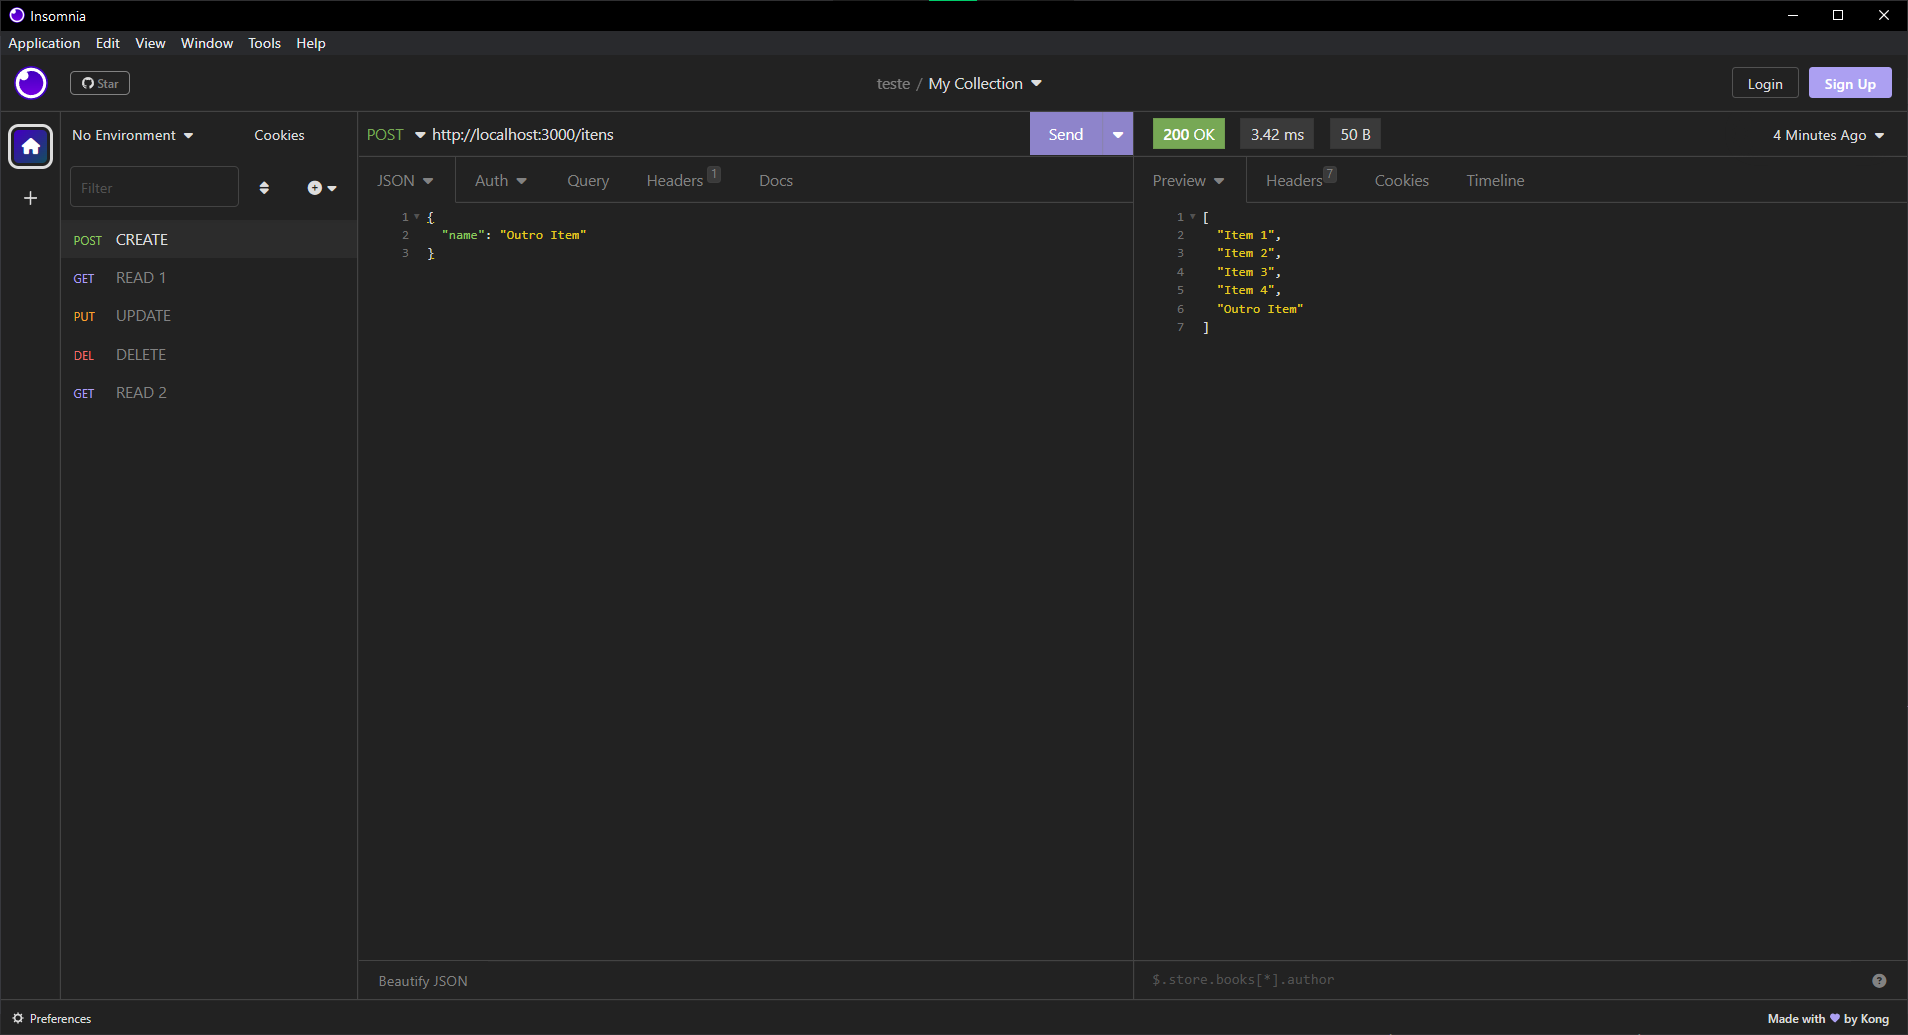 Insomnia
Application Edit View Window Tools Help
Star
teste / My Collection
Login
Sign Up
No Environment
Cookies
Filter
POST CREATE
GET READ 1
PUT UPDATE
DEL DELETE
GET READ 2
POST http://localhost:3000/itens
Send
JSON Auth Query Headers 1 Docs
1 {
2 "name": "Outro Item"
3 }
Beautify JSON
200 OK 3.42 ms 50 B
4 Minutes Ago
Preview Headers 7 Cookies Timeline
1 [
2 "Item 1",
3 "Item 2",
4 "Item 3",
5 "Item 4",
6 "Outro Item"
7 ]
$.store.books[*].author
?
Preferences
Made with 💜 by Kong